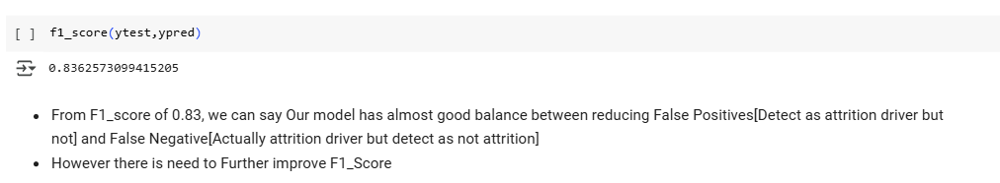 [ ] f1_score(ytest,ypred)
0.8362573099415205
• From F1_score of 0.83, we can say Our model has almost good balance between reducing False Positives[Detect as attrition driver but
not] and False Negative[Actually attrition driver but detect as not attrition]
• However there is need to Further improve F1_Score